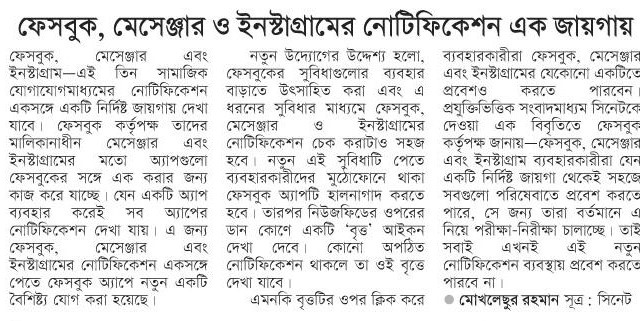 ফেসবুক, মেসেঞ্জার ও ইনস্টাগ্রামের নোটিফিকেশন এক জায়গায়
ফেসবুক, মেসেঞ্জার এবং
ইনস্টাগ্রাম—এই তিন সামাজিক
যোগাযোগমাধ্যমের নোটিফিকেশন
একসঙ্গে একটি নির্দিষ্ট জায়গায় দেখা
যাবে। ফেসবুক কর্তৃপক্ষ তাদের
মালিকানাধীন মেসেঞ্জার এবং
ইনস্টাগ্রামের মতো অ্যাপগুলো
ফেসবুকের সঙ্গে এক করার জন্য
কাজ করে যাচ্ছে। যেন একটি অ্যাপ
ব্যবহার করেই সব অ্যাপের
নোটিফিকেশন দেখা যায়। এ জন্য
ফেসবুক, মেসেঞ্জার এবং
ইনস্টাগ্রামের নোটিফিকেশন একসঙ্গে
পেতে ফেসবুক অ্যাপে নতুন একটি
বৈশিষ্ট্য যোগ করা হয়েছে।
নতুন উদ্যোগের উদ্দেশ্য হলো,
ফেসবুকের সুবিধাগুলোর ব্যবহার
বাড়াতে উৎসাহিত করা এবং এ
ধরনের সুবিধার মাধ্যমে ফেসবুক,
মেসেঞ্জার ও ইনস্টাগ্রামের
নোটিফিকেশন চেক করাটাও সহজ
হবে। নতুন এই সুবিধাটি পেতে
ব্যবহারকারীদের মুঠোফোনে থাকা
ফেসবুক অ্যাপটি হালনাগাদ করতে
হবে। তারপর নিউজফিডের ওপরের
ডান কোণে একটি ‘বৃত্ত’ আইকন
দেখা দেবে। কোনো অপঠিত
নোটিফিকেশন থাকলে তা ওই বৃত্তে
দেখা যাবে।
এমনকি বৃত্তটির ওপর ক্লিক করে
ব্যবহারকারীরা ফেসবুক, মেসেঞ্জার
এবং ইনস্টাগ্রামের যেকোনো একটিতে
প্রবেশও করতে পারবেন।
প্রযুক্তিভিত্তিক সংবাদমাধ্যম সিনেটকে
দেওয়া এক বিবৃতিতে ফেসবুক
কর্তৃপক্ষ জানায়—ফেসবুক, মেসেঞ্জার
এবং ইনস্টাগ্রাম ব্যবহারকারীরা যেন
একটি নির্দিষ্ট জায়গা থেকেই সহজে
সবগুলো পরিষেবাতে প্রবেশ করতে
পারে, সে জন্য তারা বর্তমানে এ
নিয়ে পরীক্ষা-নিরীক্ষা চালাচ্ছে। তাই
সবাই এখনই এই নতুন
নোটিফিকেশন ব্যবস্থায় প্রবেশ করতে
পারবে না।
● মোখলেছুর রহমান সূত্র : সিনেট